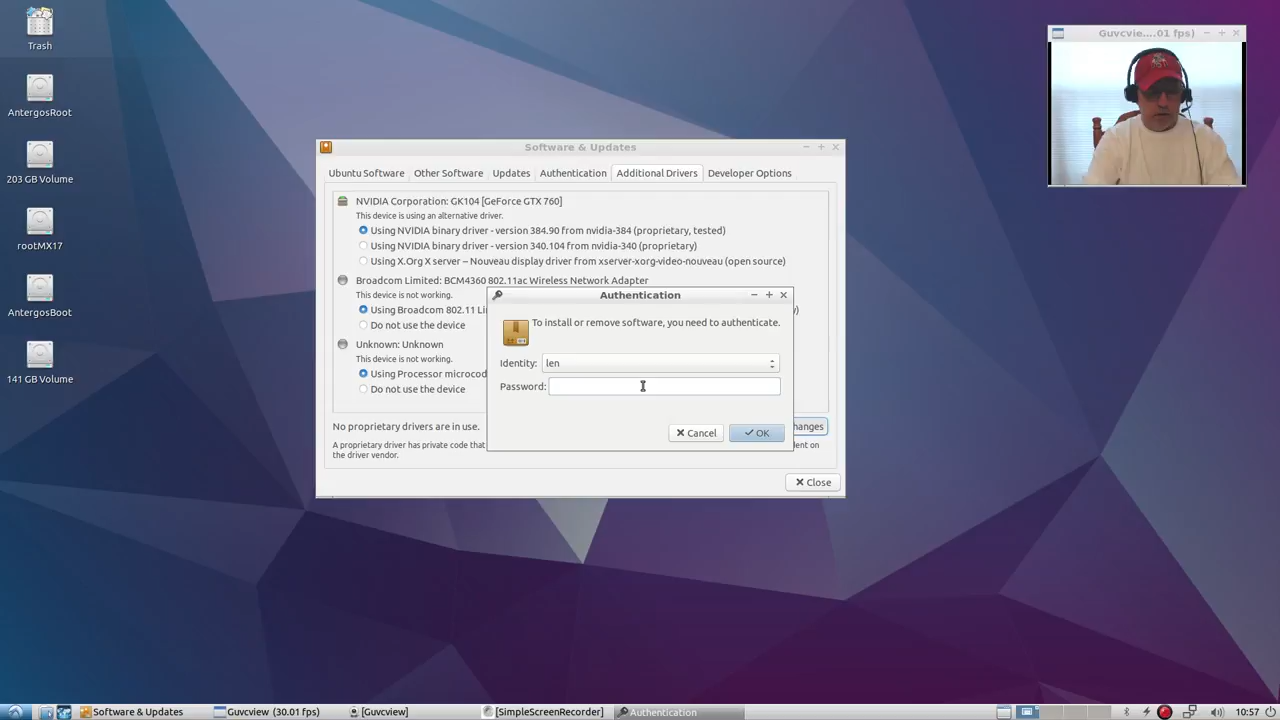 Trash
AntergosRoot
203 GB Volume
rootMX17
AntergosBoot
141 GB Volume
Guvcvie....01 fps)
Software & Updates
Ubuntu Software
Other Software
Updates
Authentication
Additional Drivers
Developer Options
NVIDIA Corporation: GK104 [GeForce GTX 760]
This device is using an alternative driver.
Using NVIDIA binary driver - version 384.90 from nvidia-384 (proprietary, tested)
Using NVIDIA binary driver - version 340.104 from nvidia-340 (proprietary)
Using X.Org X server – Nouveau display driver from xserver-xorg-video-nouveau (open source)
Broadcom Limited: BCM4360 802.11ac Wireless Network Adapter
This device is not working.
Using Broadcom 802.11 Li
Do not use the device
Unknown: Unknown
This device is not working.
Using Processor microcod
Do not use the device
No proprietary drivers are in use.
hanges
A proprietary driver has private code that
dent on
the driver vendor.
Close
Authentication
To install or remove software, you need to authenticate.
Identity: len
Password:
Cancel
OK
Software & Updates
Guvcview (30.01 fps)
[Guvcview]
[SimpleScreenRecorder]
Authentication
10:57